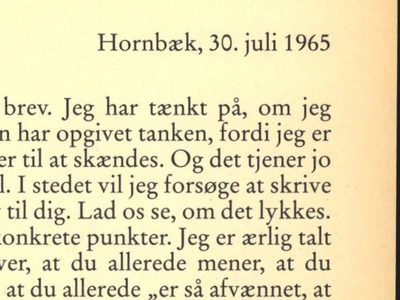 Hornbæk, 30. juli 1965
brev. Jeg har tænkt på, om jeg
n har opgivet tanken, fordi jeg er
er til at skændes. Og det tjener jo
l. I stedet vil jeg forsøge at skrive
til dig. Lad os se, om det lykkes.
konkrete punkter. Jeg er ærlig talt
ver, at du allerede mener, at du
at du allerede „er så afvænnet, at